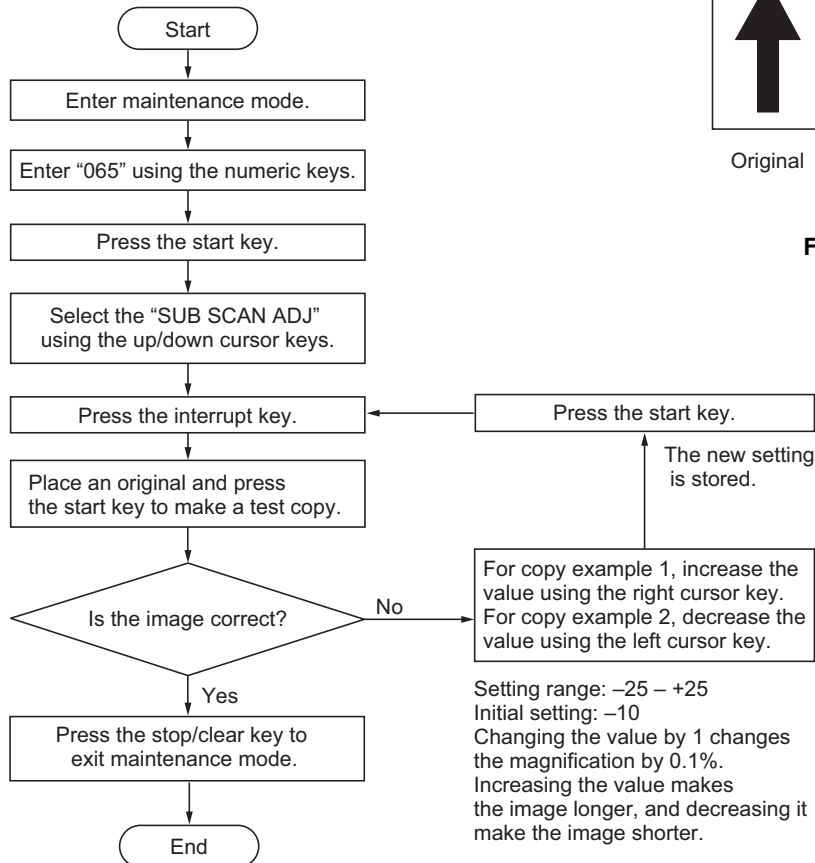 Start
Enter maintenance mode.
Enter “065” using the numeric keys.
Press the start key.
Select the “SUB SCAN ADJ”
using the up/down cursor keys.
Press the interrupt key.
Place an original and press
the start key to make a test copy.
Is the image correct?
No
Yes
Press the stop/clear key to
exit maintenance mode.
End
Press the start key.
The new setting
is stored.
For copy example 1, increase the
value using the right cursor key.
For copy example 2, decrease the
value using the left cursor key.
Setting range: –25 – +25
Initial setting: –10
Changing the value by 1 changes
the magnification by 0.1%.
Increasing the value makes
the image longer, and decreasing it
make the image shorter.
Original
F